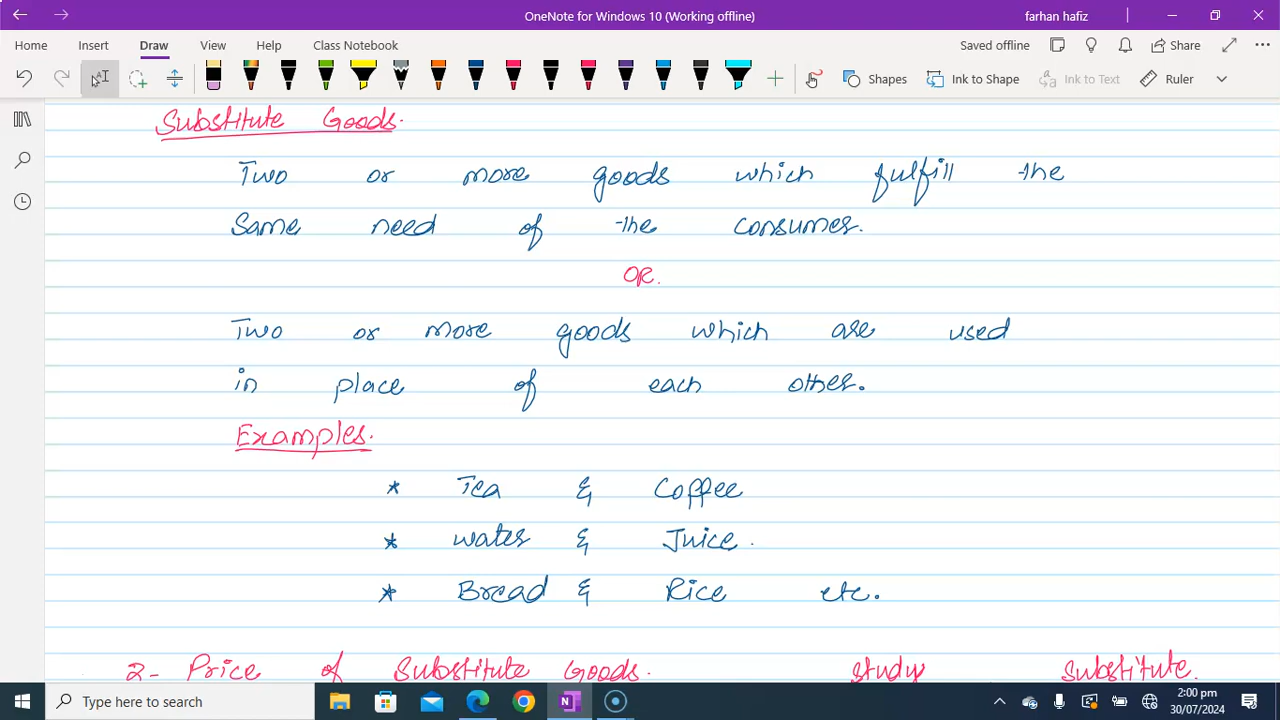 OneNote for Windows 10 (Working offline)
farhan hafiz
Home Insert Draw View Help Class Notebook
Saved offline
Share
Shapes
Ink to Shape
Ink to Text
Ruler
Substitute Goods.
Two or more goods which fulfill the
Same need of the consumer.
OR.
Two or more goods which are used
in place of each other.
Examples.
* Tea & Coffee
* water & Juice.
* Bread & Rice etc.
2- Price of Substitute Goods. study substitute.
Type here to search
2:00 pm
30/07/2024